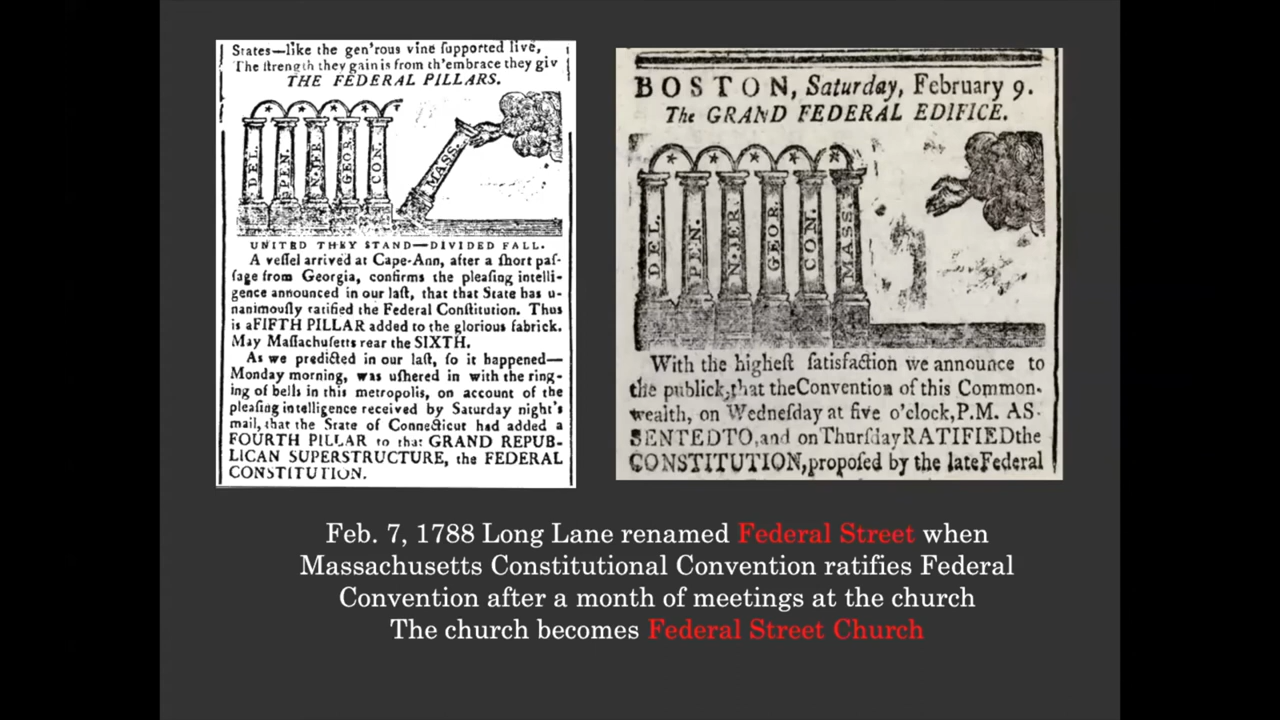 States—like the gen'rous vine ſupported live,
The ſtrength they gain is from th'embrace they giv
THE FEDERAL PILLARS.
DEL.
PEN.
N·JER.
GEOR
CON.
MASS.
UNITED THEY STAND—DIVIDED FALL.
A veſſel arrived at Cape-Ann, after a ſhort paſ-
ſage from Georgia, confirms the pleaſing intelli-
gence announced in our laſt, that that State has u-
nanimouſly ratified the Federal Conſtitution. Thus
is a FIFTH PILLAR added to the glorious fabrick.
May Maſſachuſetts rear the SIXTH.
As we predicted in our laſt, ſo it happened—
Monday morning, was uſhered in with the ring-
ing of bells in this metropolis, on account of the
pleaſing intelligence received by Saturday night's
mail, that the State of Connecticut had added a
FOURTH PILLAR to that GRAND REPUB-
LICAN SUPERSTRUCTURE, the FEDERAL
CONSTITUTION.
BOSTON, Saturday, February 9.
The GRAND FEDERAL EDIFICE.
DEL.
PEN.
N·JER.
GEOR
CON.
MASS.
With the higheſt ſatisfaction we announce to
the publick, that the Convention of this Common-
wealth, on Wedneſday at five o'clock, P.M. AS-
SENTED TO, and on Thurſday RATIFIED the
CONSTITUTION, propoſed by the late Federal
Feb. 7, 1788 Long Lane renamed Federal Street when
Massachusetts Constitutional Convention ratifies Federal
Convention after a month of meetings at the church
The church becomes Federal Street Church